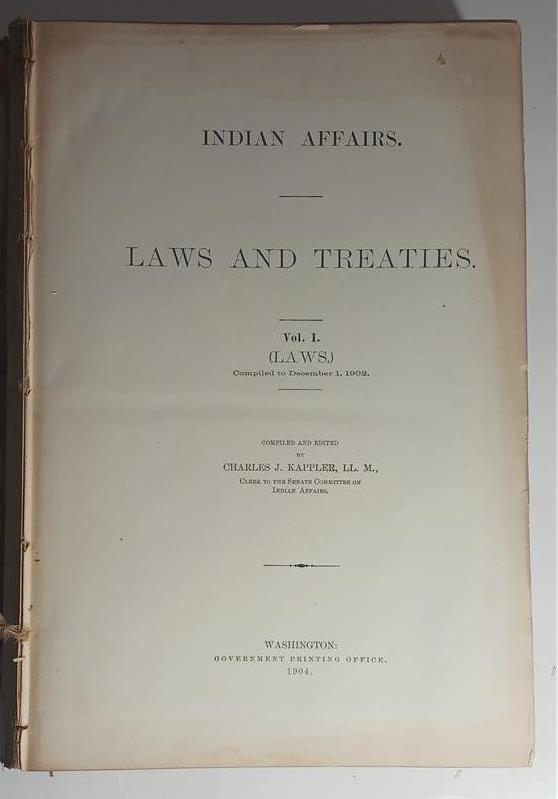 INDIAN AFFAIRS.
LAWS AND TREATIES.
Vol. I.
(LAWS.)
Compiled to December 1, 1902.
COMPILED AND EDITED
BY
CHARLES J. KAPPLER, LL. M.,
CLERK TO THE SENATE COMMITTEE ON
INDIAN AFFAIRS.
WASHINGTON:
GOVERNMENT PRINTING OFFICE.
1904.